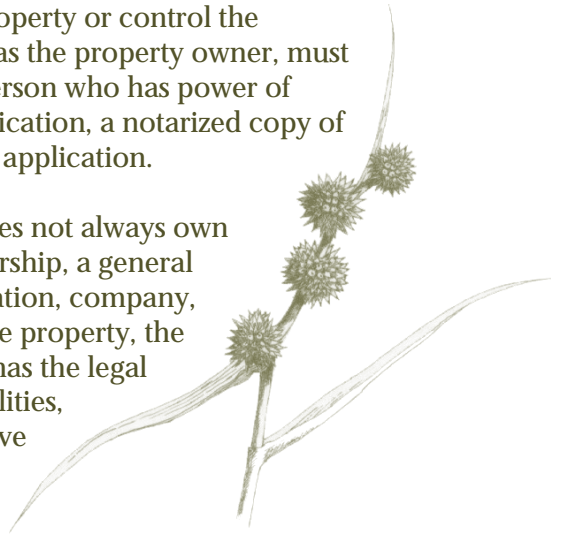 operty or control the
as the property owner, must
erson who has power of
ication, a notarized copy of
application.
es not always own
rship, a general
ation, company,
e property, the
has the legal
lities,
ve